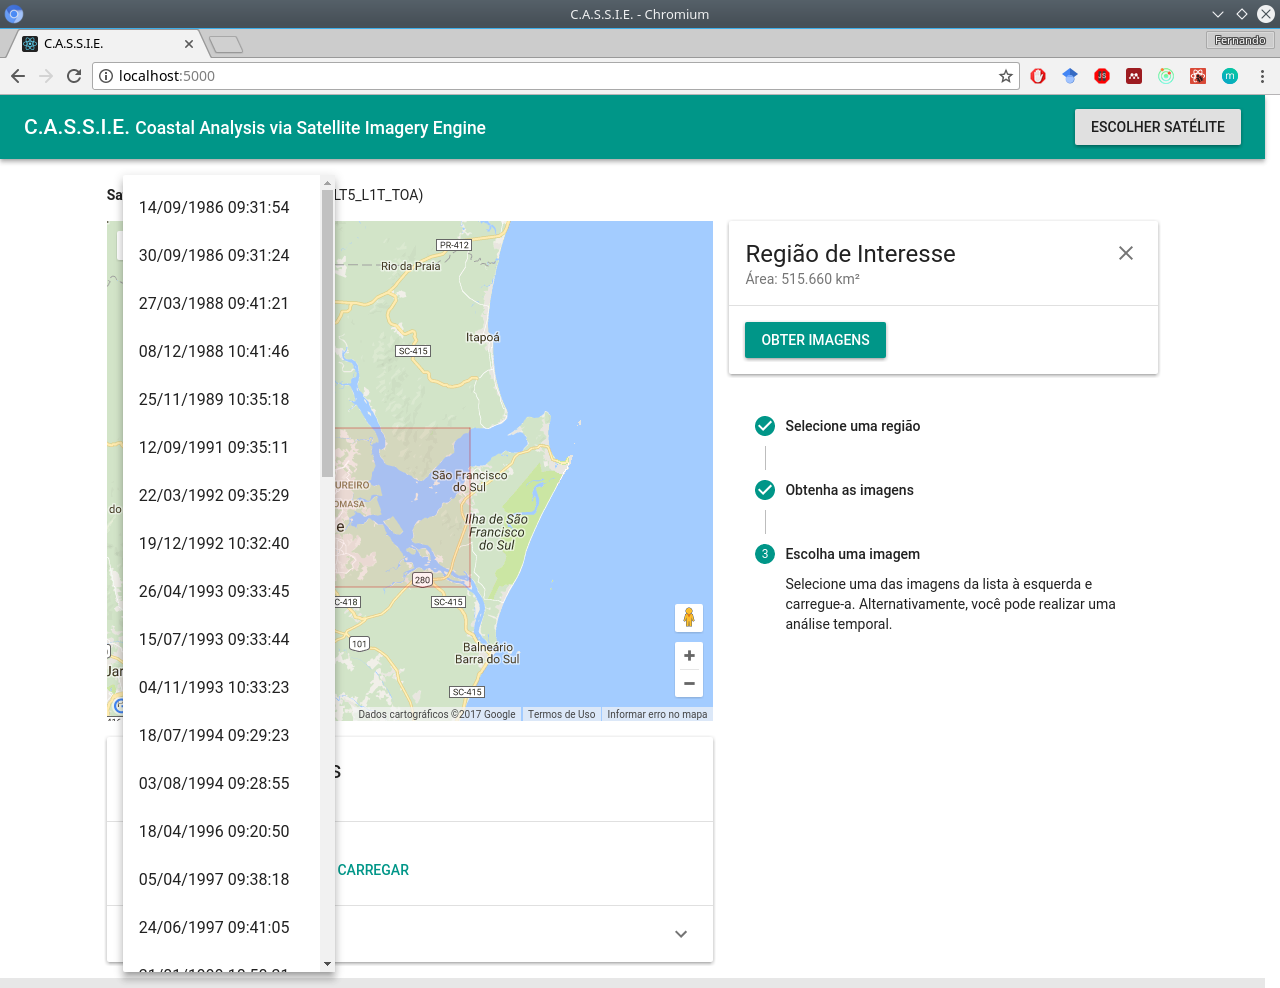 C.A.S.S.I.E. - Chromium
C.A.S.S.I.E.
Fernando
localhost:5000
C.A.S.S.I.E. Coastal Analysis via Satellite Imagery Engine
ESCOLHER SATÉLITE
LT5_L1T_TOA)
14/09/1986 09:31:54
30/09/1986 09:31:24
27/03/1988 09:41:21
08/12/1988 10:41:46
25/11/1989 10:35:18
12/09/1991 09:35:11
22/03/1992 09:35:29
19/12/1992 10:32:40
26/04/1993 09:33:45
15/07/1993 09:33:44
04/11/1993 10:33:23
18/07/1994 09:29:23
03/08/1994 09:28:55
18/04/1996 09:20:50
05/04/1997 09:38:18
24/06/1997 09:41:05
PR-412
Rio da Praia
Itapoá
SC-415
São Francisco
do Sul
Ilha de São
Francisco
do Sul
280
SC-415
101
Balneário
Barra do Sul
SC-415
Dados cartográficos ©2017 Google
Termos de Uso
Informar erro no mapa
CARREGAR
Região de Interesse
Área: 515.660 km²
OBTER IMAGENS
Selecione uma região
Obtenha as imagens
3
Escolha uma imagem
Selecione uma das imagens da lista à esquerda e
carregue-a. Alternativamente, você pode realizar uma
análise temporal.